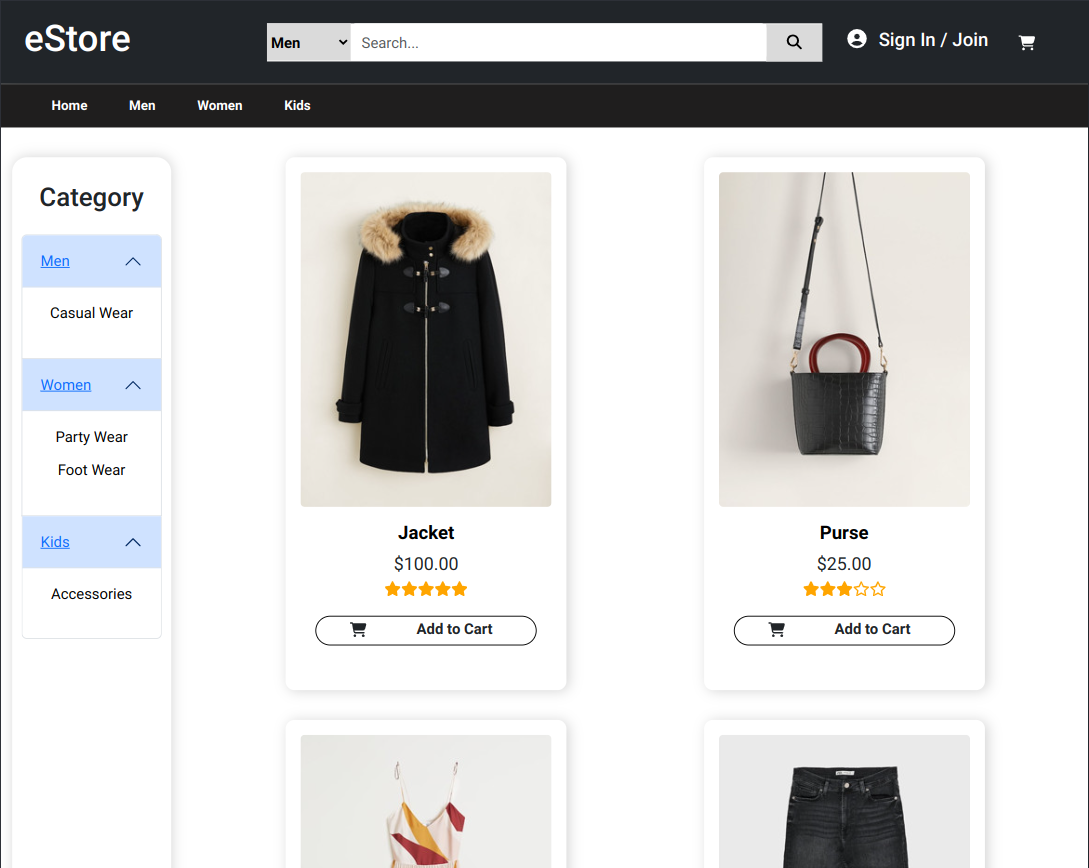 eStore
Men
Search...
Sign In / Join
Home Men Women Kids
Category
Men
Casual Wear
Women
Party Wear
Foot Wear
Kids
Accessories
Jacket
$100.00
Add to Cart
Purse
$25.00
Add to Cart